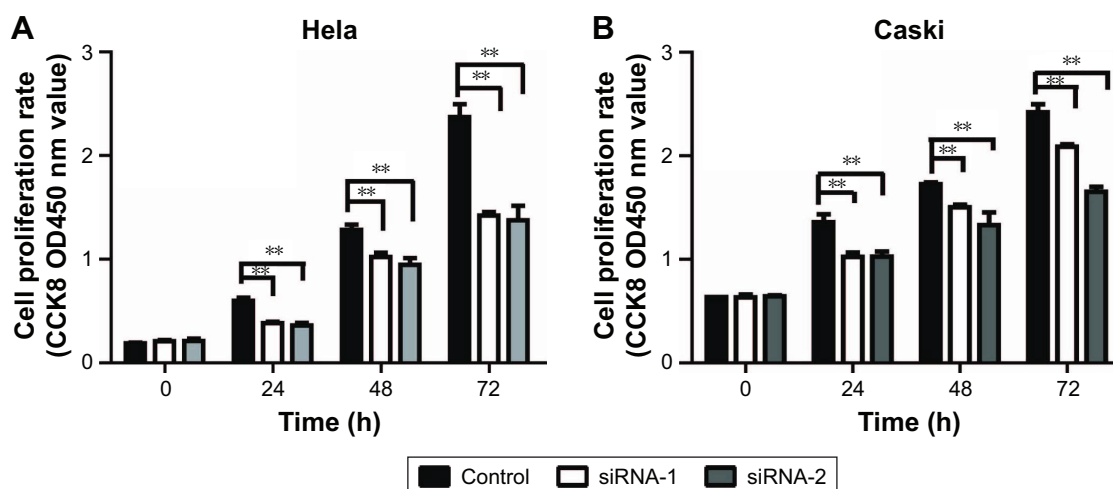 A
Hela
Cell proliferation rate
(CCK8 OD450 nm value)
3
2
1
0
**
**
**
**
**
**
0 24 48 72
Time (h)
B
Caski
Cell proliferation rate
(CCK8 OD450 nm value)
3
2
1
0
**
**
**
**
**
**
0 24 48 72
Time (h)
Control siRNA-1 siRNA-2